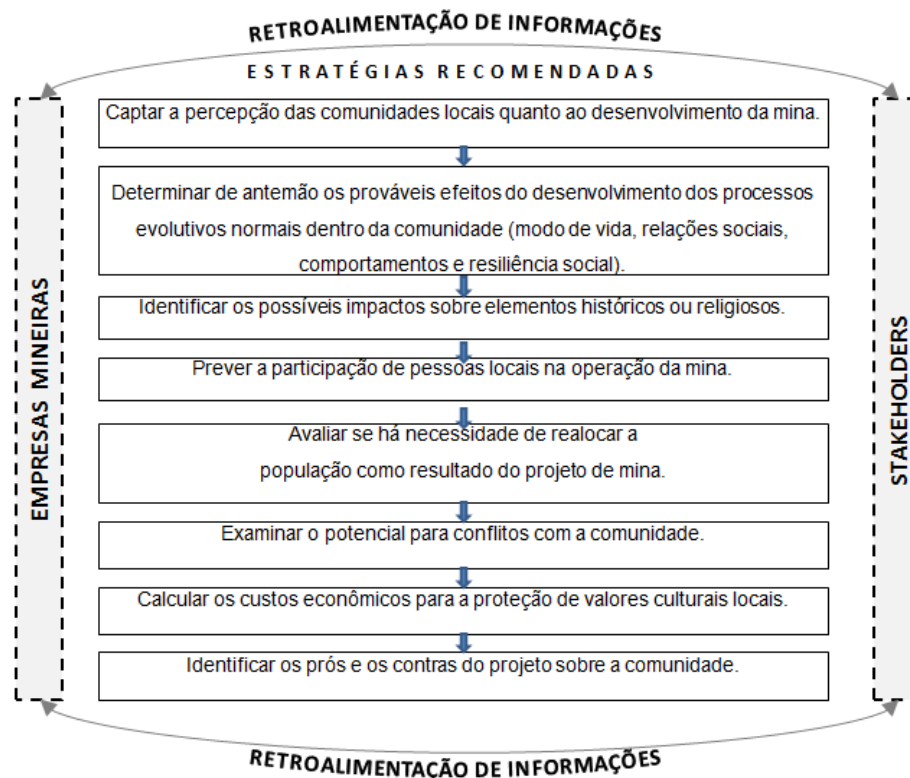 RETROALIMENTAÇÃO DE INFORMAÇÕES
ESTRATÉGIAS RECOMENDADAS
EMPRESAS MINEIRAS
Captar a percepção das comunidades locais quanto ao desenvolvimento da mina.
Determinar de antemão os prováveis efeitos do desenvolvimento dos processos
evolutivos normais dentro da comunidade (modo de vida, relações sociais,
comportamentos e resiliência social).
Identificar os possíveis impactos sobre elementos históricos ou religiosos.
Prever a participação de pessoas locais na operação da mina.
Avaliar se há necessidade de realocar a
população como resultado do projeto de mina.
Examinar o potencial para conflitos com a comunidade.
Calcular os custos econômicos para a proteção de valores culturais locais.
Identificar os prós e os contras do projeto sobre a comunidade.
STAKEHOLDERS
RETROALIMENTAÇÃO DE INFORMAÇÕES